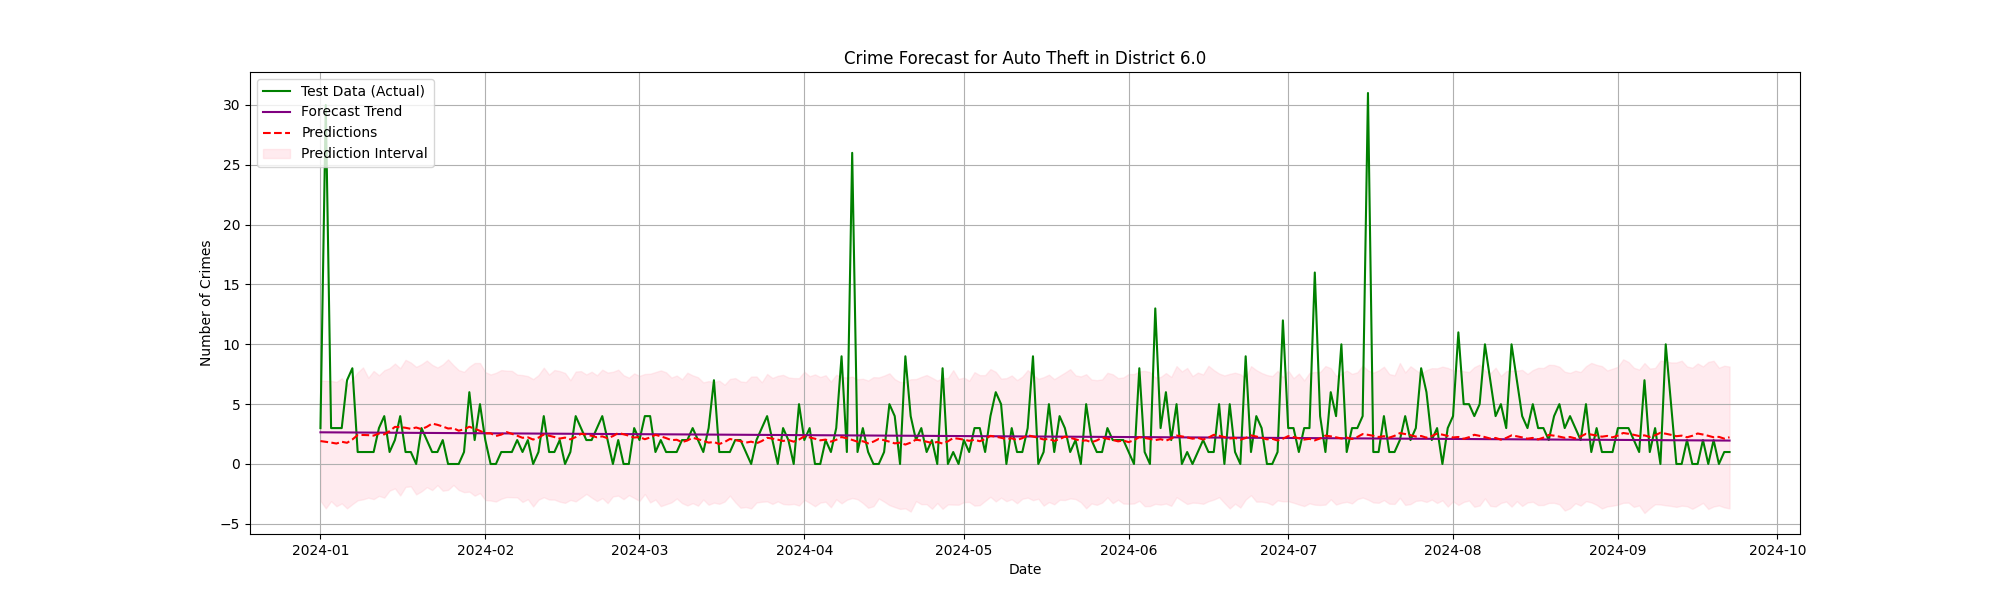 Crime Forecast for Auto Theft in District 6.0
Test Data (Actual)
Forecast Trend
Predictions
Prediction Interval
Number of Crimes
30
25
20
15
10
5
0
−5
2024-01
2024-02
2024-03
2024-04
2024-05
2024-06
2024-07
2024-08
2024-09
2024-10
Date